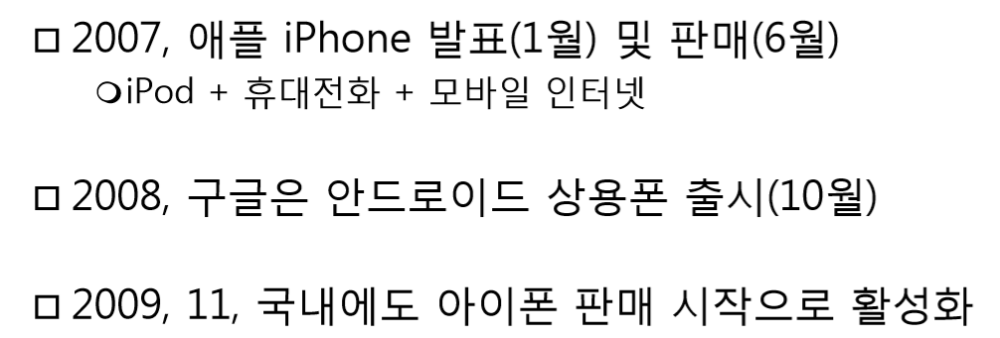 □ 2007, 애플 iPhone 발표(1월) 및 판매(6월)
○iPod + 휴대전화 + 모바일 인터넷
□ 2008, 구글은 안드로이드 상용폰 출시(10월)
□ 2009, 11, 국내에도 아이폰 판매 시작으로 활성화